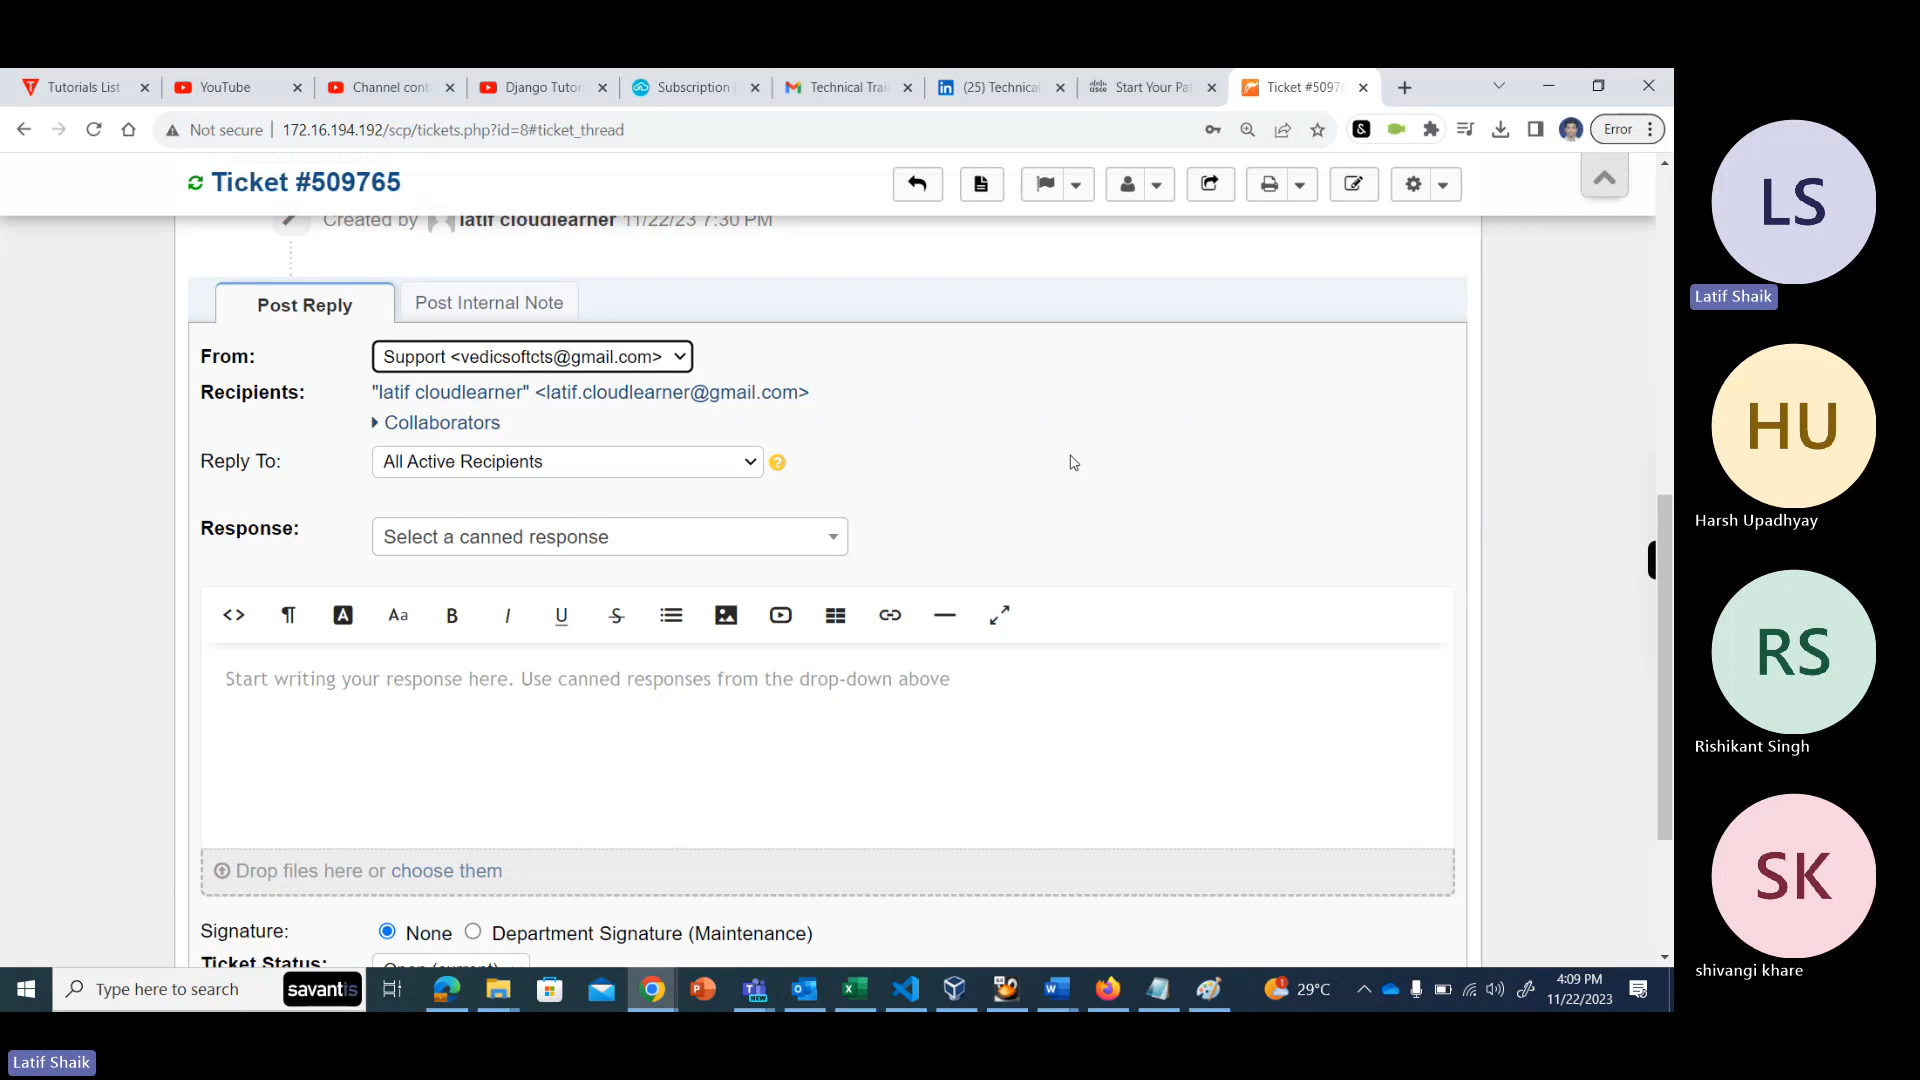 Tutorials List
YouTube
Channel cont
Django Tutor
Subscription
Technical Trai
(25) Technical
Start Your Pat
Ticket #5097
Not secure
172.16.194.192/scp/tickets.php?id=8#ticket_thread
Error
Ticket #509765
Created by latif cloudlearner 11/22/23 7:30 PM
Post Reply
Post Internal Note
From:
Support <vedicsoftcts@gmail.com>
Recipients:
"latif cloudlearner" <latif.cloudlearner@gmail.com>
Collaborators
Reply To:
All Active Recipients
Response:
Select a canned response
Start writing your response here. Use canned responses from the drop-down above
Drop files here or choose them
Signature:
None
Department Signature (Maintenance)
Ticket Status:
Open (current)
Type here to search
savantis
NEW
29°C
4:09 PM
11/22/2023
LS
Latif Shaik
HU
Harsh Upadhyay
RS
Rishikant Singh
SK
shivangi khare
Latif Shaik